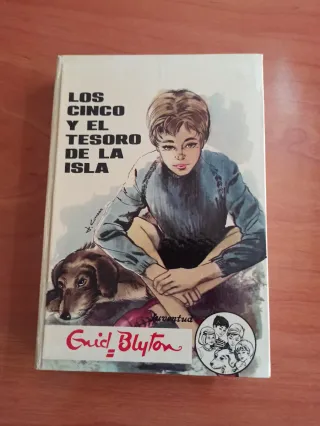 LOS
CINCO
Y EL
TESORO
DE LA
ISLA
Juventud
Enid Blyton